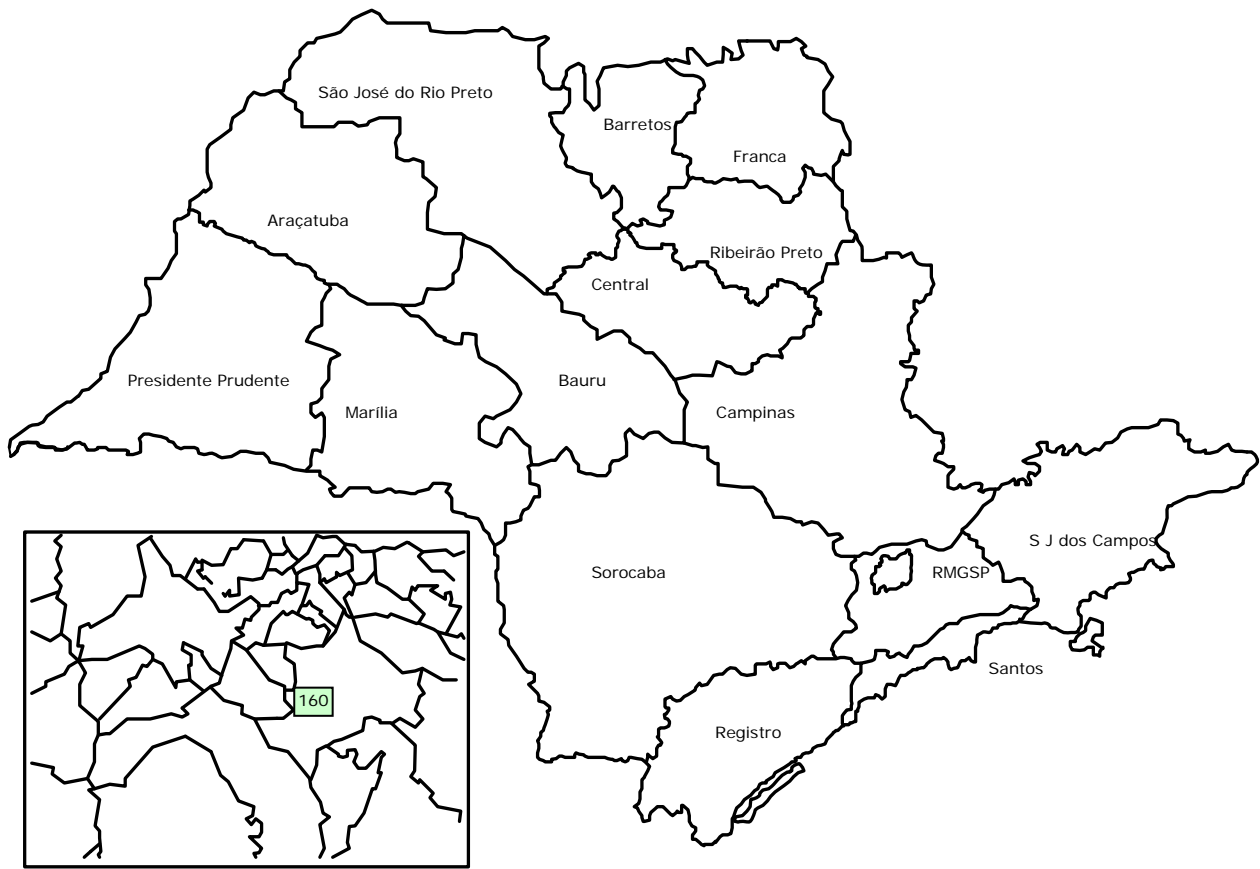 São José do Rio Preto
Barretos
Franca
Araçatuba
Ribeirão Preto
Central
Presidente Prudente
Marília
Bauru
Campinas
S J dos Campos
Sorocaba
RMGSP
Santos
160
Registro